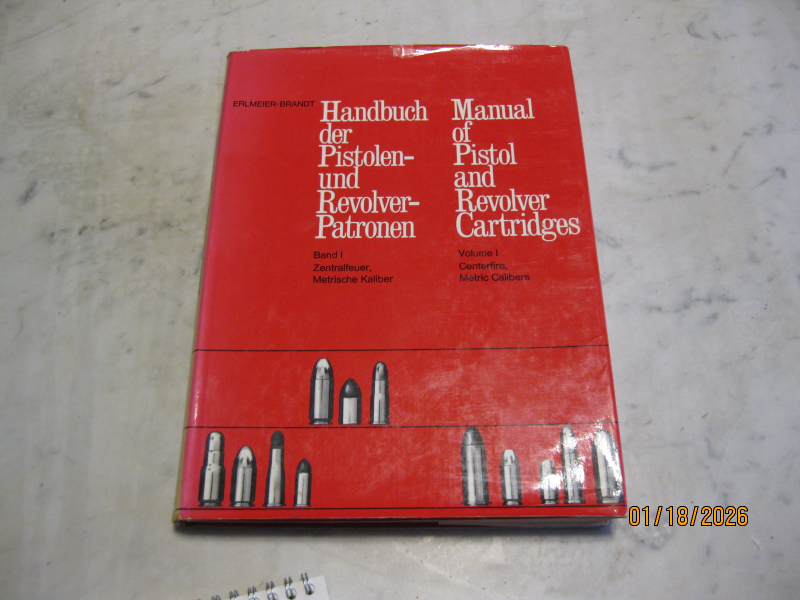 ERLMEIER-BRANDT
Handbuch
der
Pistolen-
und
Revolver-
Patronen
Band I
Zentralfeuer,
Metrische Kaliber
Manual
of
Pistol
and
Revolver
Cartridges
Volume I
Centerfire,
Metric Calibers
01/18/2026